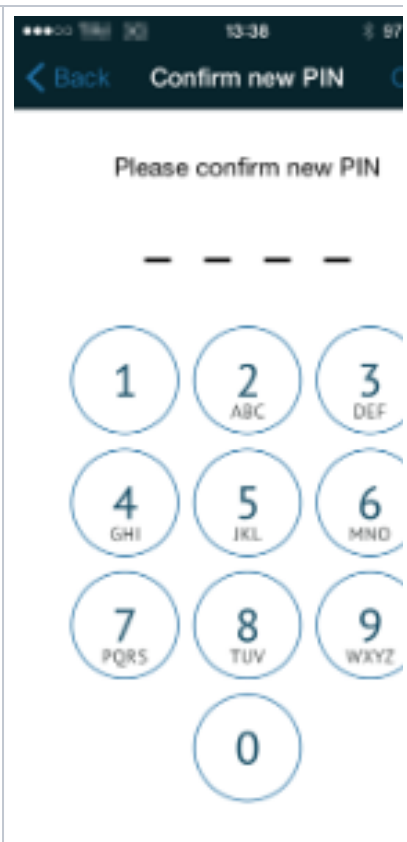 13:38 97
Back Confirm new PIN C
Please confirm new PIN
1 2 3
ABC DEF
4 5 6
GHI JKL MNO
7 8 9
PQRS TUV WXYZ
0